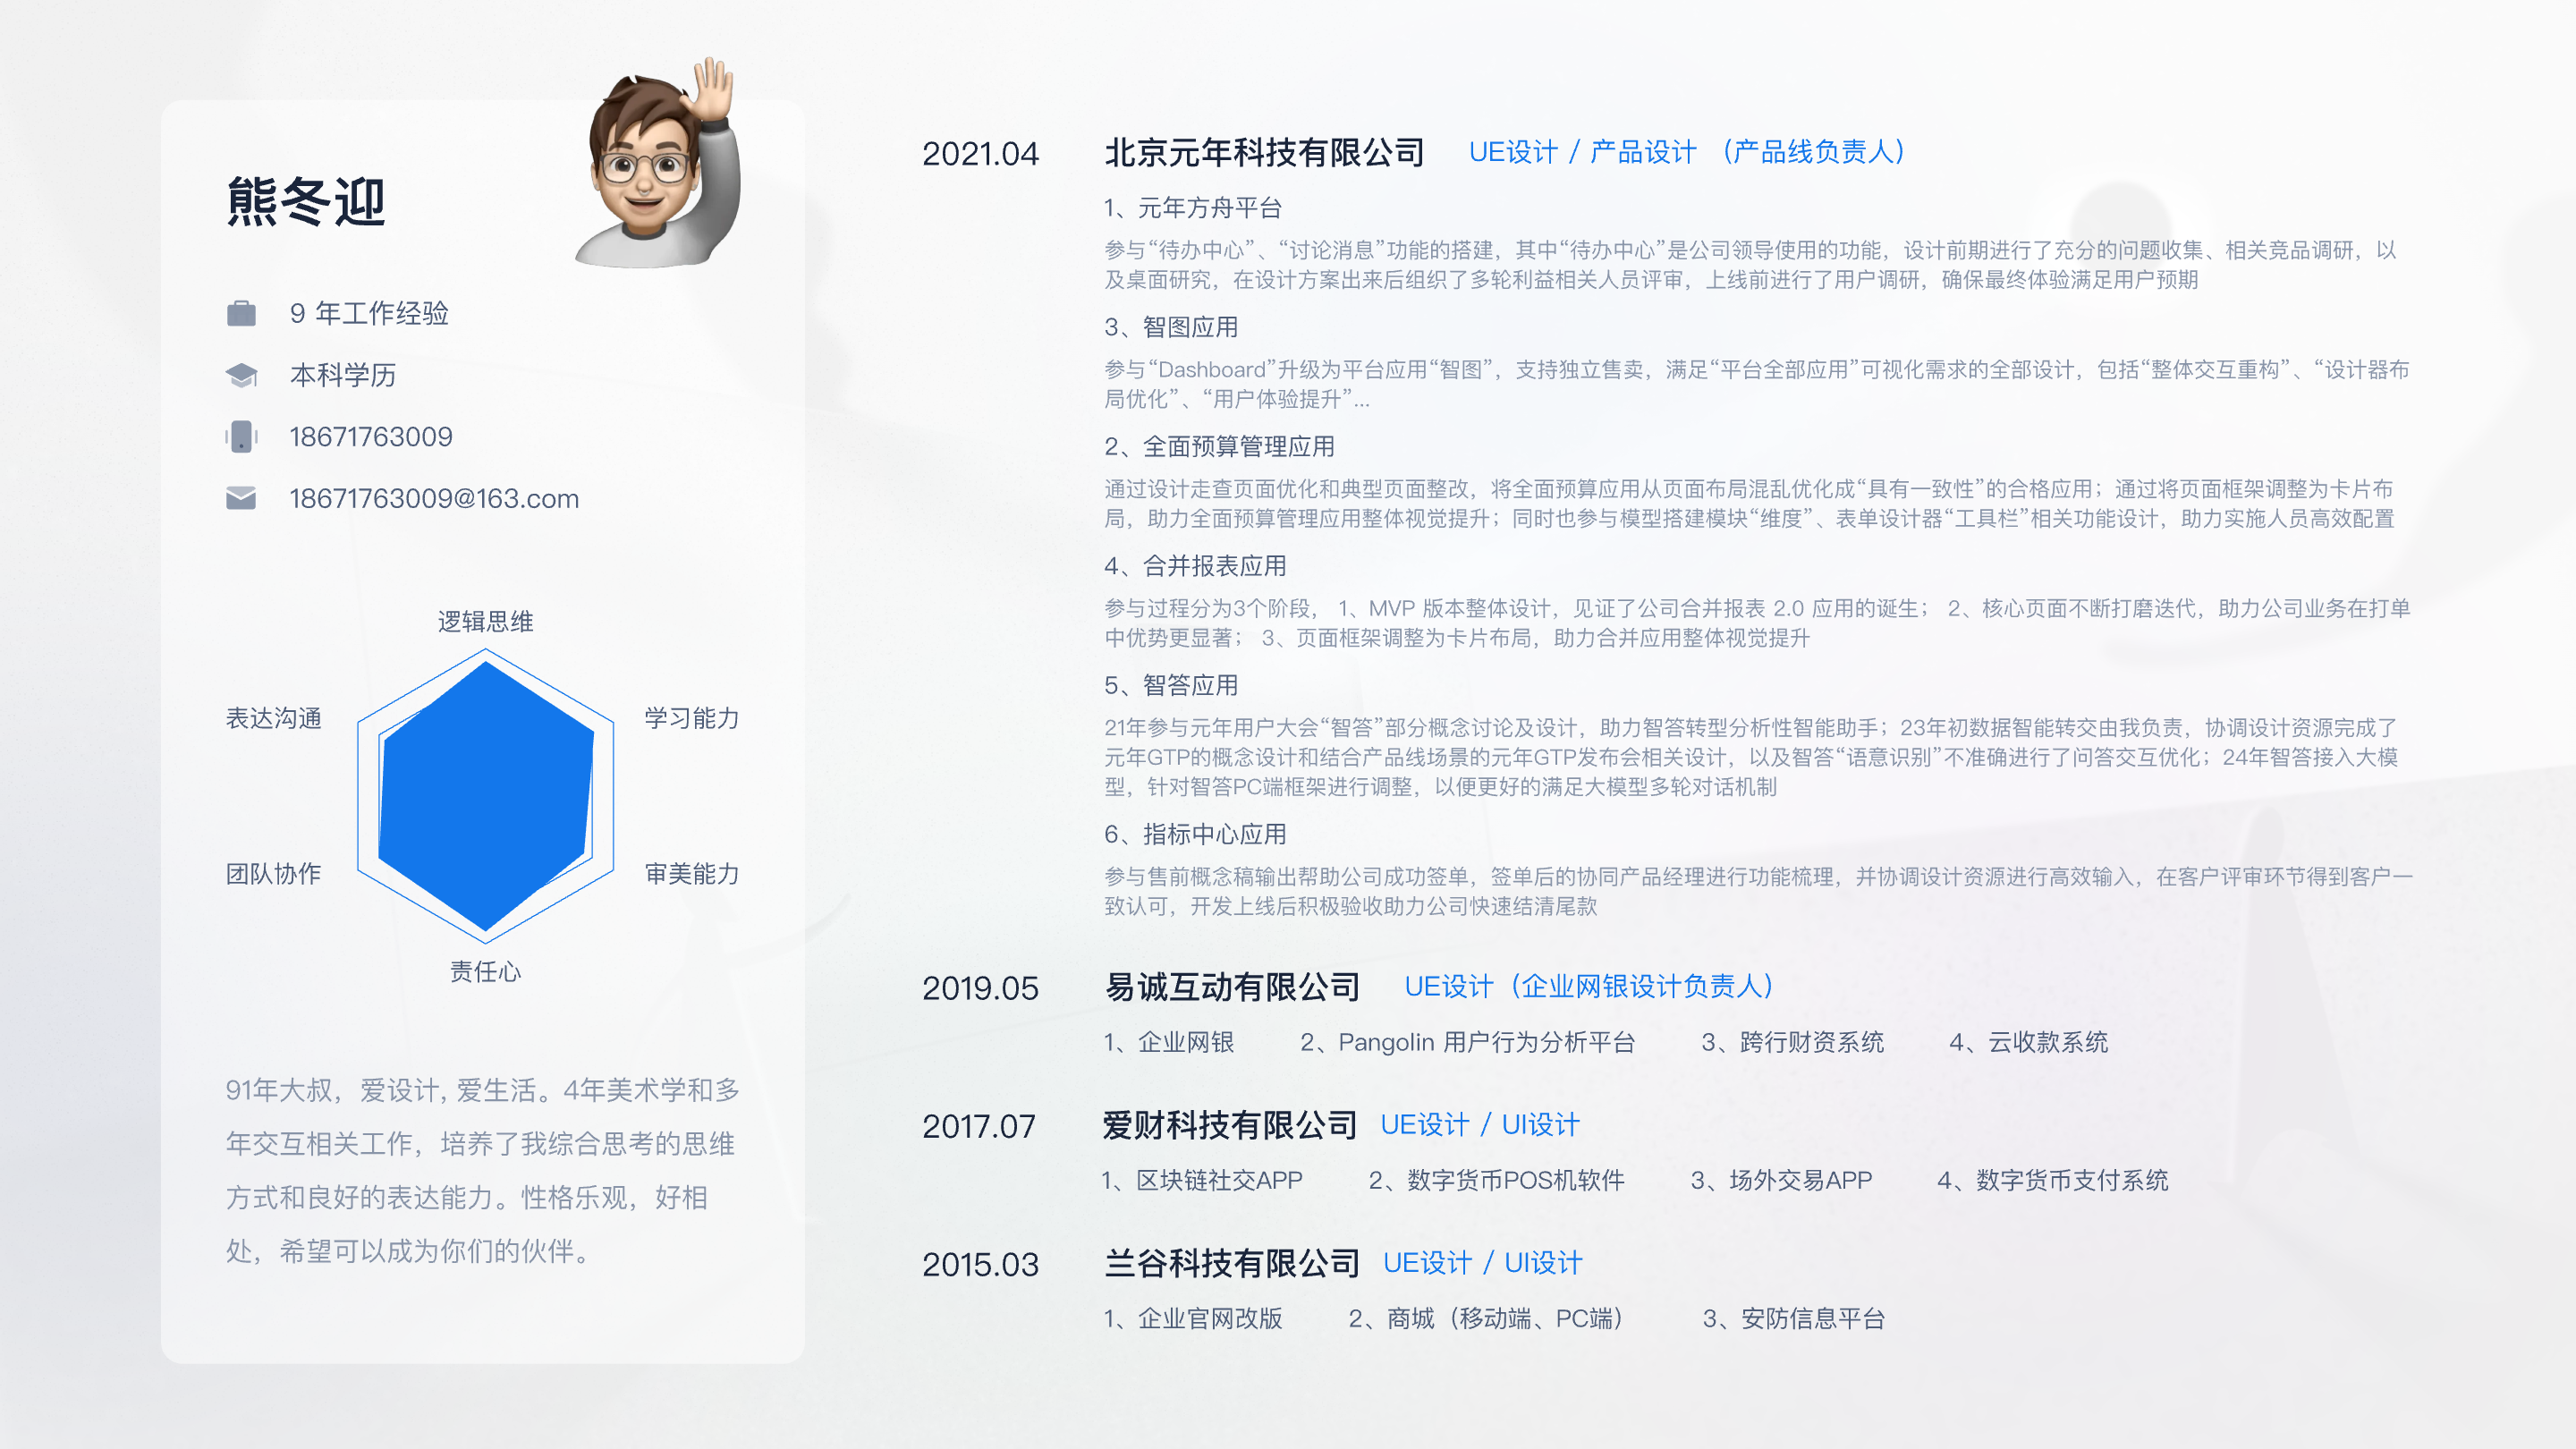 熊冬迎
9 年工作经验
本科学历
18671763009
18671763009@163.com
逻辑思维
表达沟通
学习能力
团队协作
审美能力
责任心
91年大叔，爱设计, 爱生活。4年美术学和多
年交互相关工作，培养了我综合思考的思维
方式和良好的表达能力。性格乐观，好相
处，希望可以成为你们的伙伴。
2021.04 北京元年科技有限公司 UE设计 / 产品设计 （产品线负责人）
1、元年方舟平台
参与“待办中心”、“讨论消息”功能的搭建，其中“待办中心”是公司领导使用的功能，设计前期进行了充分的问题收集、相关竞品调研，以
及桌面研究，在设计方案出来后组织了多轮利益相关人员评审，上线前进行了用户调研，确保最终体验满足用户预期
3、智图应用
参与“Dashboard”升级为平台应用“智图”，支持独立售卖，满足“平台全部应用”可视化需求的全部设计，包括“整体交互重构”、“设计器布
局优化”、“用户体验提升”...
2、全面预算管理应用
通过设计走查页面优化和典型页面整改，将全面预算应用从页面布局混乱优化成“具有一致性”的合格应用；通过将页面框架调整为卡片布
局，助力全面预算管理应用整体视觉提升；同时也参与模型搭建模块“维度”、表单设计器“工具栏”相关功能设计，助力实施人员高效配置
4、合并报表应用
参与过程分为3个阶段， 1、MVP 版本整体设计，见证了公司合并报表 2.0 应用的诞生； 2、核心页面不断打磨迭代，助力公司业务在打单
中优势更显著； 3、页面框架调整为卡片布局，助力合并应用整体视觉提升
5、智答应用
21年参与元年用户大会“智答”部分概念讨论及设计，助力智答转型分析性智能助手；23年初数据智能转交由我负责，协调设计资源完成了
元年GTP的概念设计和结合产品线场景的元年GTP发布会相关设计，以及智答“语意识别”不准确进行了问答交互优化；24年智答接入大模
型，针对智答PC端框架进行调整，以便更好的满足大模型多轮对话机制
6、指标中心应用
参与售前概念稿输出帮助公司成功签单，签单后的协同产品经理进行功能梳理，并协调设计资源进行高效输入，在客户评审环节得到客户一
致认可，开发上线后积极验收助力公司快速结清尾款
2019.05 易诚互动有限公司 UE设计（企业网银设计负责人）
1、企业网银 2、Pangolin 用户行为分析平台 3、跨行财资系统 4、云收款系统
2017.07 爱财科技有限公司 UE设计 / UI设计
1、区块链社交APP 2、数字货币POS机软件 3、场外交易APP 4、数字货币支付系统
2015.03 兰谷科技有限公司 UE设计 / UI设计
1、企业官网改版 2、商城（移动端、PC端） 3、安防信息平台